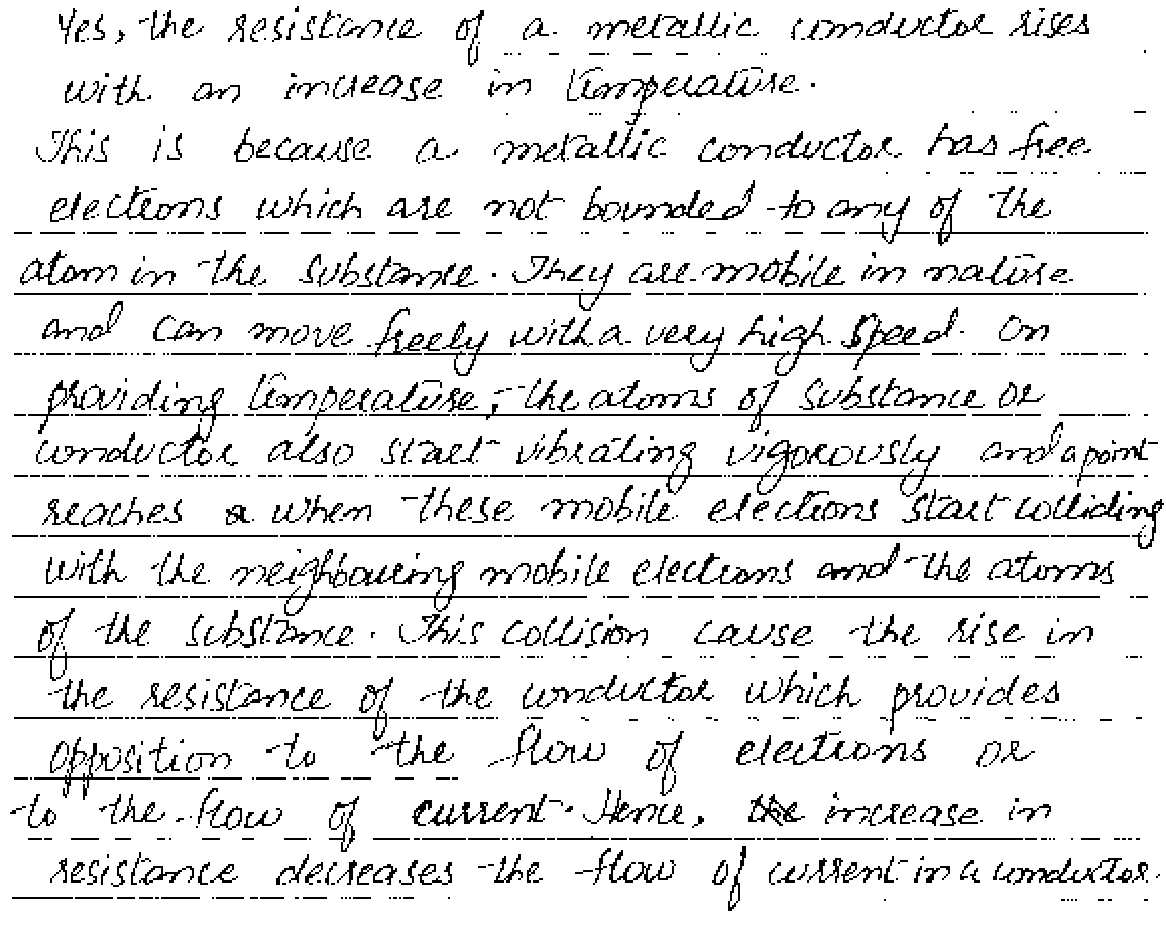 Yes, the resistance of a metallic conductor rises
with an increase in temperature.
This is because a metallic conductor has free
electrons which are not bounded to any of the
atom in the substance. They are mobile in nature
and can move freely with a very high speed. On
providing temperature, the atoms of substance or
conductor also start vibrating vigorously and a point
reaches when these mobile electrons start colliding
with the neighbouring mobile electrons and the atoms
of the substance. This collision cause the rise in
the resistance of the conductor which provides
opposition to the flow of electrons or
to the flow of current. Hence, the increase in
resistance decreases the flow of current in a conductor.